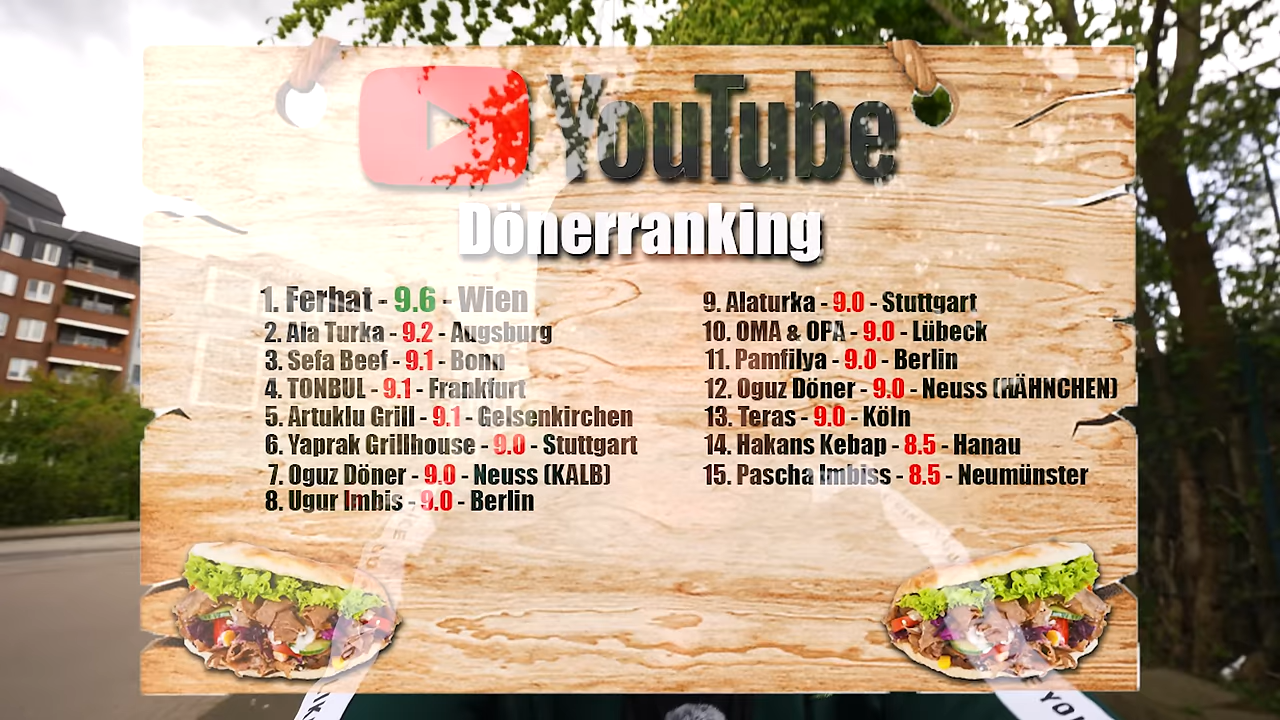 YouTube
Dönerranking
1. Ferhat - 9.6 - Wien
2. Ala Turka - 9.2 - Augsburg
3. Sefa Beef - 9.1 - Bonn
4. TONBUL - 9.1 - Frankfurt
5. Artuklu Grill - 9.1 - Gelsenkirchen
6. Yaprak Grillhouse - 9.0 - Stuttgart
7. Oguz Döner - 9.0 - Neuss (KALB)
8. Ugur Imbis - 9.0 - Berlin
9. Alaturka - 9.0 - Stuttgart
10. OMA & OPA - 9.0 - Lübeck
11. Pamfilya - 9.0 - Berlin
12. Oguz Döner - 9.0 - Neuss (HÄHNCHEN)
13. Teras - 9.0 - Köln
14. Hakans Kebap - 8.5 - Hanau
15. Pascha Imbiss - 8.5 - Neumünster